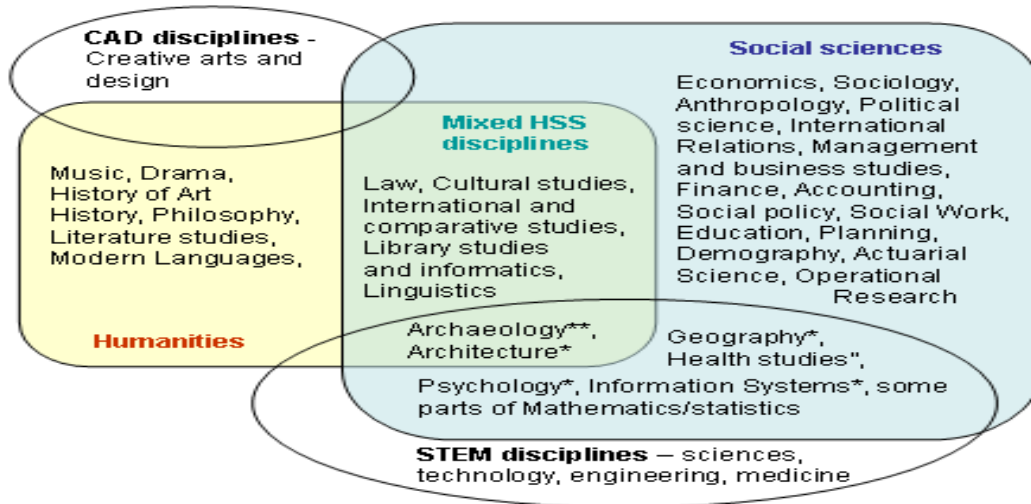 CAD disciplines -
Creative arts and
design
Social sciences
Economics, Sociology,
Anthropology, Political
science, International
Relations, Management
and business studies,
Finance, Accounting,
Social policy, Social Work,
Education, Planning,
Demography, Actuarial
Science, Operational
Research
Mixed HSS
disciplines
Law, Cultural studies,
International and
comparative studies,
Library studies
and informatics,
Linguistics
Music, Drama,
History of Art
History, Philosophy,
Literature studies,
Modern Languages,
Humanities
Archaeology**,
Architecture*
Geography*,
Health studies",
Psychology*, Information Systems*, some
parts of Mathematics/statistics
STEM disciplines – sciences,
technology, engineering, medicine